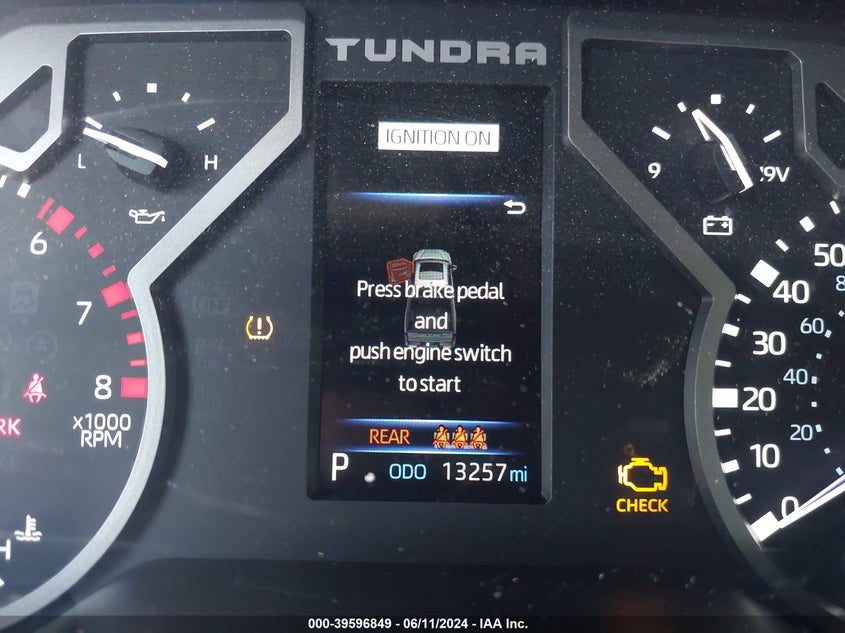 TUNDRA
IGNITION ON
L
H
9
19V
6
7
8
x1000
RPM
RK
H
Press brake pedal
and
push engine switch
to start
REAR
P
ODO 13257 mi
CHECK
50
40
30
20
10
0
8
60
40
20
000-39596849 - 06/11/2024 - IAA Inc.